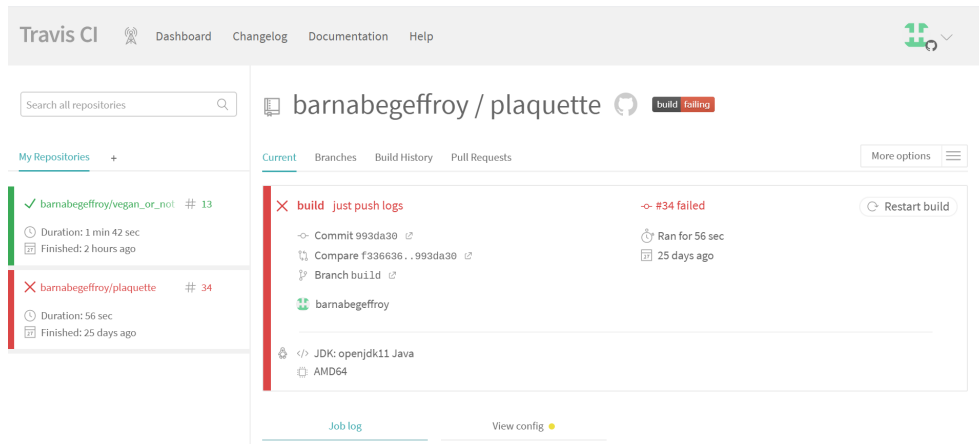 Travis CI
Dashboard
Changelog
Documentation
Help
Search all repositories
My Repositories +
barnabegeffroy/vegan_or_not # 13
Duration: 1 min 42 sec
Finished: 2 hours ago
barnabegeffroy/plaquette # 34
Duration: 56 sec
Finished: 25 days ago
barnabegeffroy / plaquette
build failing
Current
Branches
Build History
Pull Requests
More options
build just push logs
#34 failed
Restart build
Commit 993da30
Ran for 56 sec
Compare f336636..993da30
25 days ago
Branch build
barnabegeffroy
</> JDK: openjdk11 Java
AMD64
Job log
View config